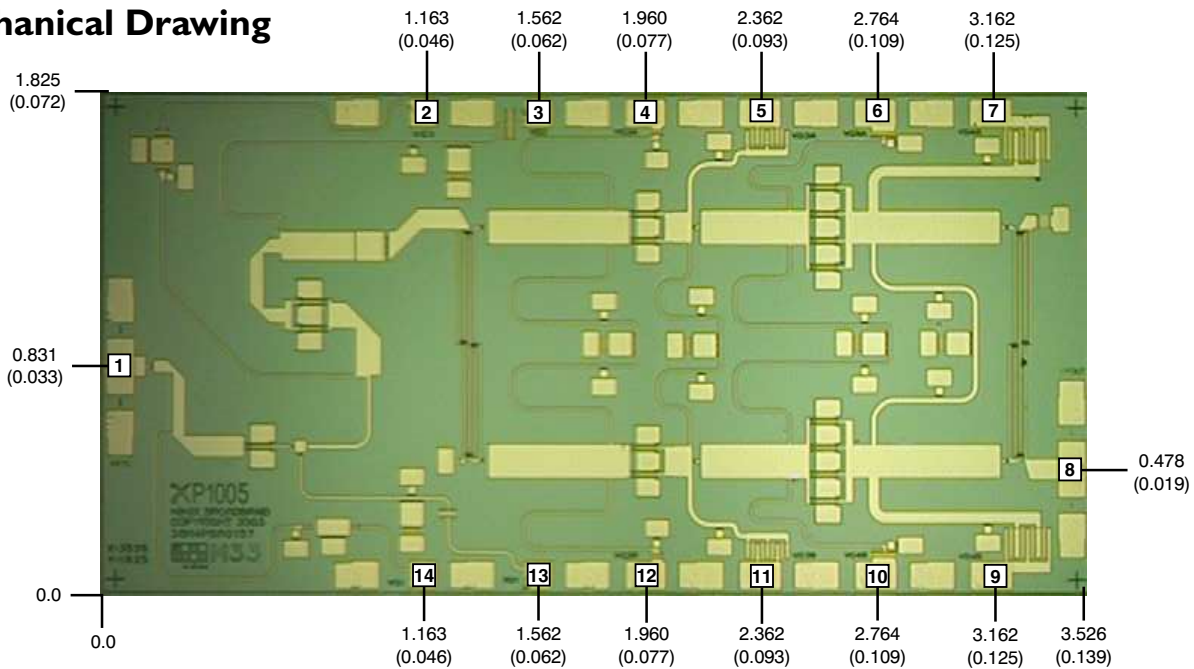 hanical Drawing
1.163 1.562 1.960 2.362 2.764 3.162
(0.046) (0.062) (0.077) (0.093) (0.109) (0.125)
1.825
(0.072)
2 3 4 5 6 7
0.831
(0.033)
1
8
0.478
(0.019)
XP1005
COPYRIGHT 2003
14 13 12 11 10 9
0.0
0.0
1.163 1.562 1.960 2.362 2.764 3.162 3.526
(0.046) (0.062) (0.077) (0.093) (0.109) (0.125) (0.139)